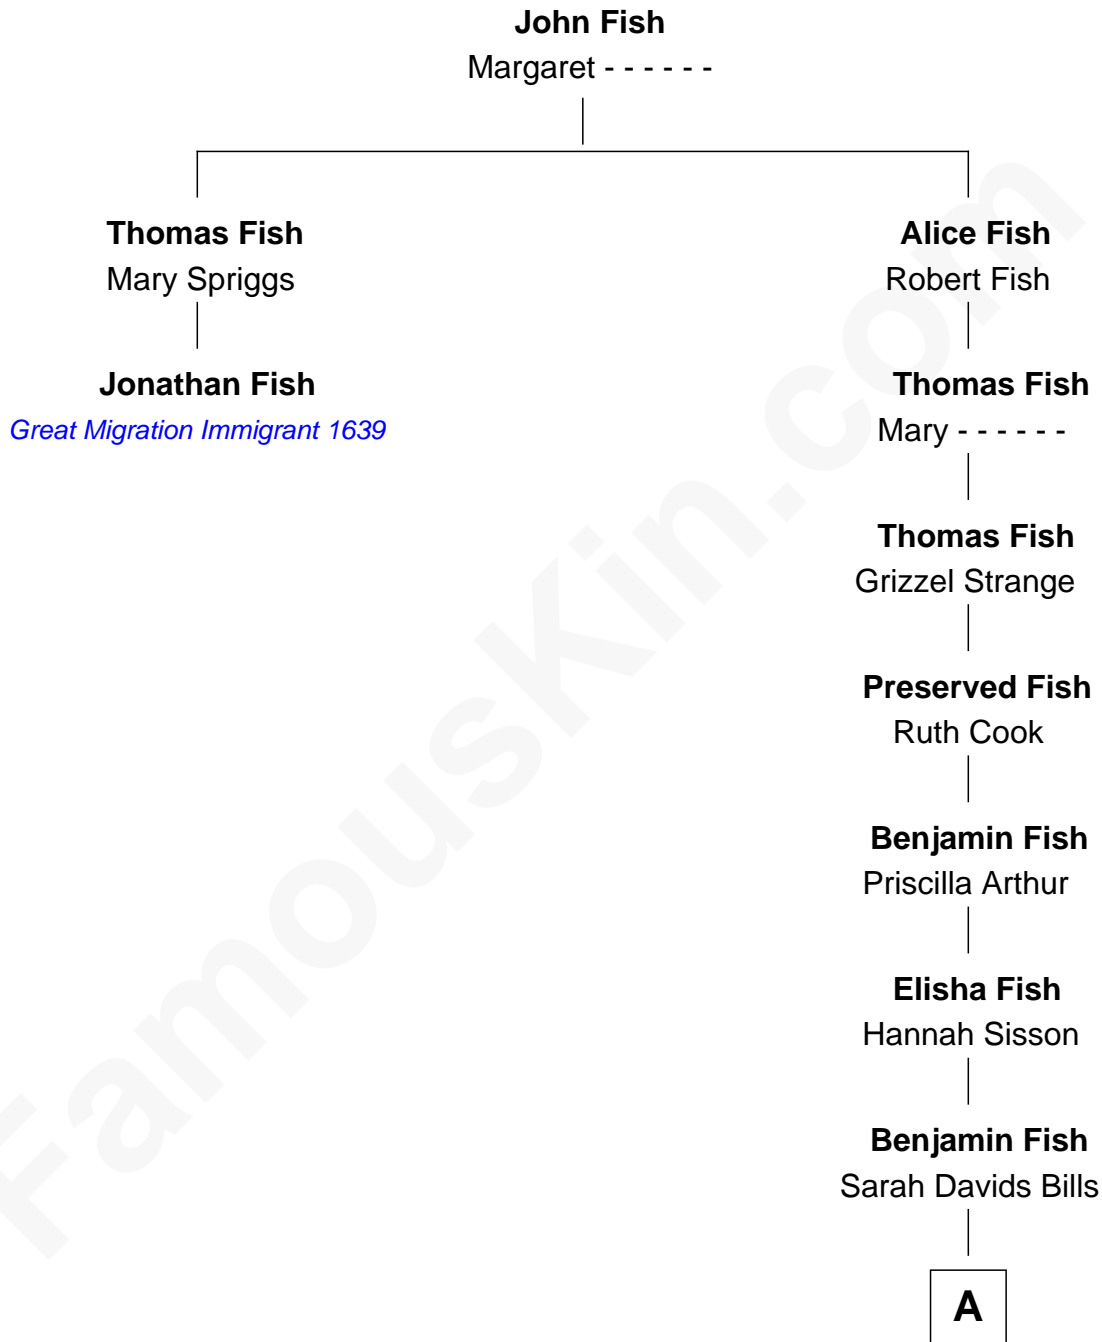 John Fish
Margaret - - - - - -
Thomas Fish
Mary Spriggs
Jonathan Fish
Great Migration Immigrant 1639
Alice Fish
Robert Fish
Thomas Fish
Mary - - - - - -
Thomas Fish
Grizzel Strange
Preserved Fish
Ruth Cook
Benjamin Fish
Priscilla Arthur
Elisha Fish
Hannah Sisson
Benjamin Fish
Sarah Davids Bills
A
FamousKin.com